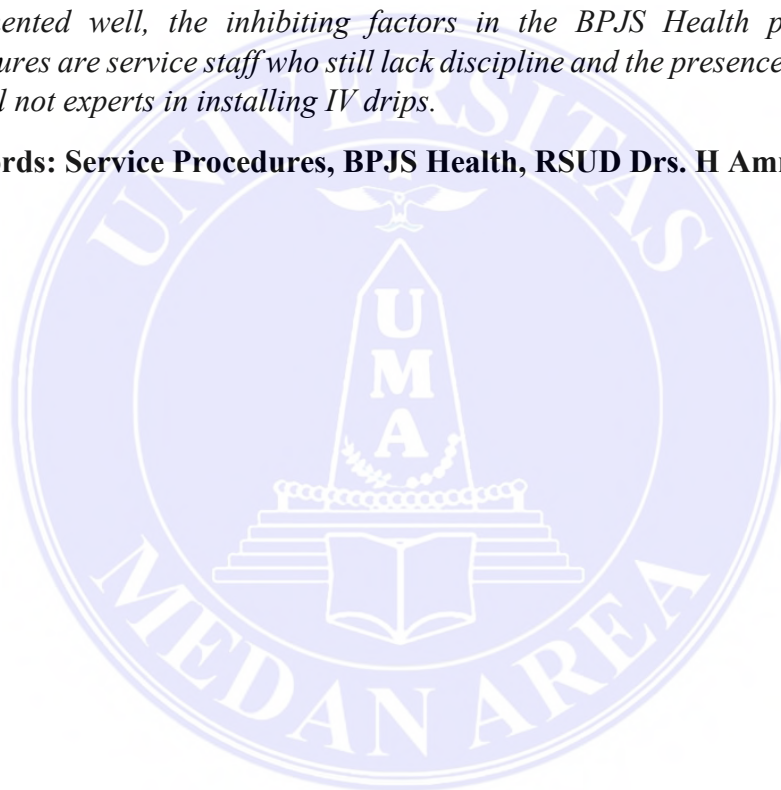 ented well, the inhibiting factors in the BPJS Health p
ures are service staff who still lack discipline and the presence
l not experts in installing IV drips.
rds: Service Procedures, BPJS Health, RSUD Drs. H Am
UNIVERSITAS
UMA
MEDAN AREA